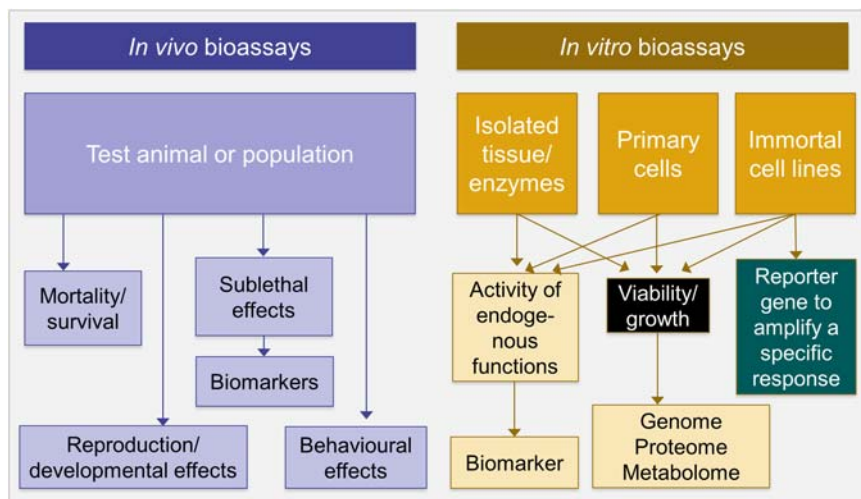 In vivo bioassays
In vitro bioassays
Test animal or population
Isolated
tissue/
enzymes
Primary
cells
Immortal
cell lines
Mortality/
survival
Sublethal
effects
Biomarkers
Reproduction/
developmental effects
Behavioural
effects
Activity of
endoge-
nous
functions
Viability/
growth
Reporter
gene to
amplify a
specific
response
Biomarker
Genome
Proteome
Metabolome